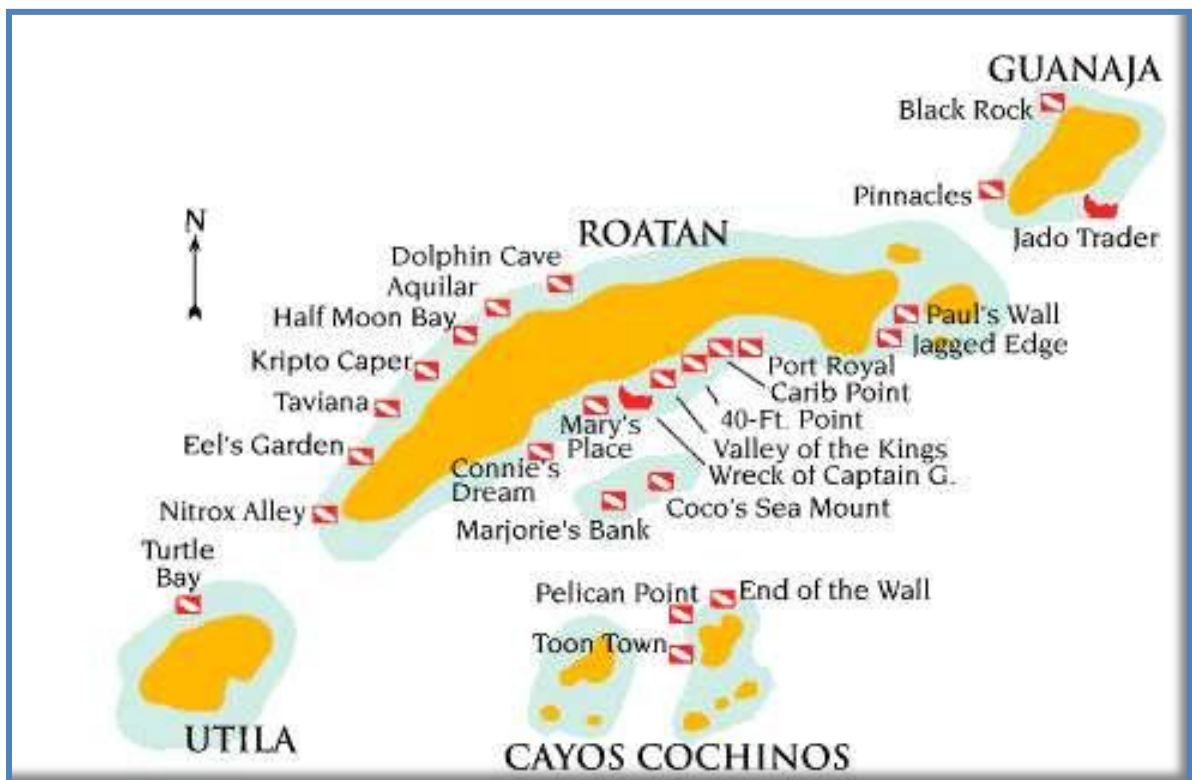 GUANAJA
Black Rock
Pinnacles
Jado Trader
N
ROATAN
Dolphin Cave
Aquilar
Half Moon Bay
Kripto Caper
Taviana
Eel's Garden
Nitrox Alley
Paul's Wall
Jagged Edge
Port Royal
Carib Point
40-Ft. Point
Valley of the Kings
Wreck of Captain G.
Mary's
Place
Connie's
Dream
Coco's Sea Mount
Marjorie's Bank
Turtle
Bay
UTILA
Pelican Point
End of the Wall
Toon Town
CAYOS COCHINOS